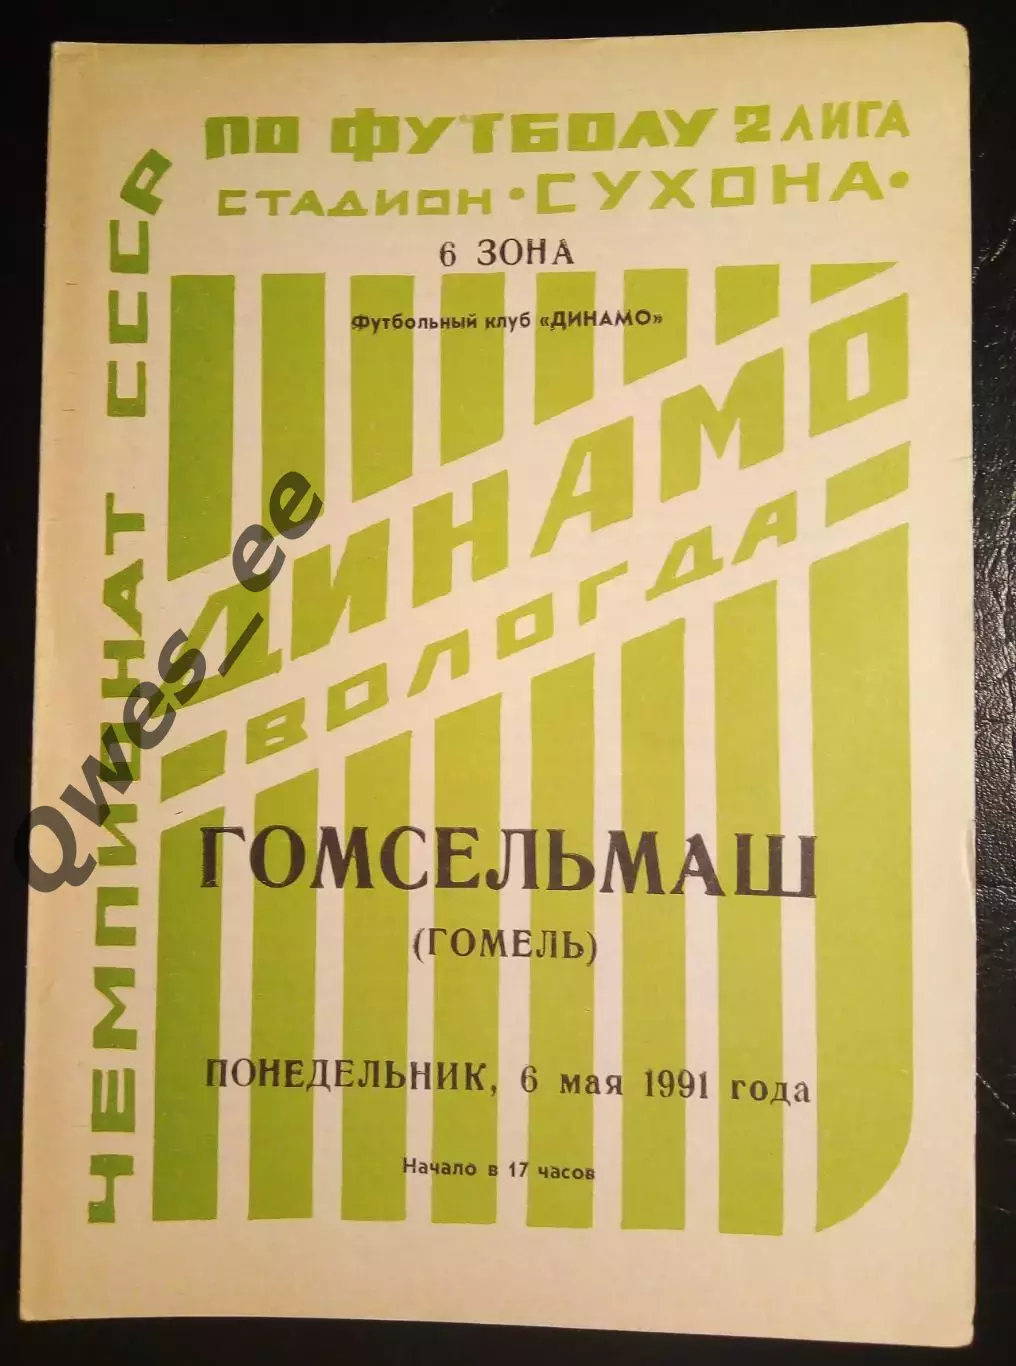 ЧЕМПИОНАТ СССР
ПО ФУТБОЛУ 2 ЛИГА
СТАДИОН • СУХОНА •
6 ЗОНА
Футбольный клуб «ДИНАМО»
ДИНАМО
ВОЛОГДА
ГОМСЕЛЬМАШ
(ГОМЕЛЬ)
ПОНЕДЕЛЬНИК, 6 мая 1991 года
Начало в 17 часов
Qwes_ee